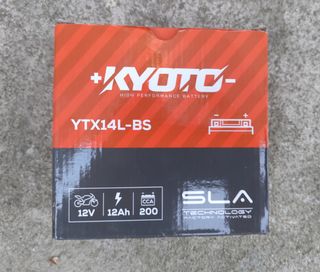 +KYOTO-
HIGH PERFORMANCE BATTERY
YTX14L-BS
- +
12V
12Ah
CCA
200
SLA
TECHNOLOGY
FACTORY ACTIVATED